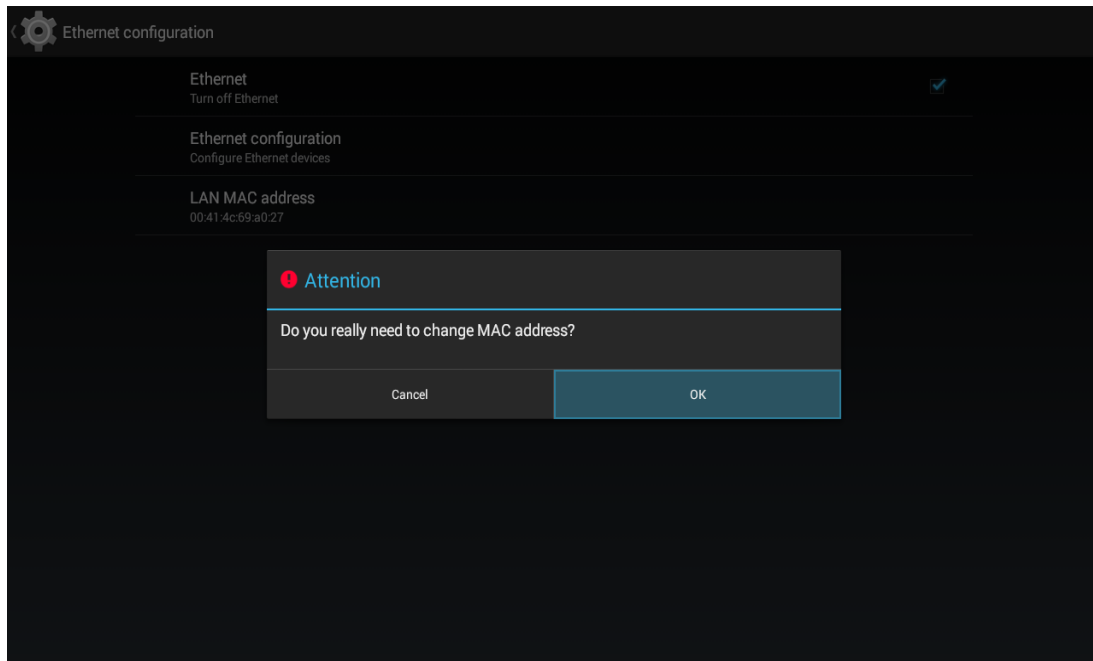 Ethernet configuration
Ethernet
Turn off Ethernet
Ethernet configuration
Configure Ethernet devices
LAN MAC address
00:41:4c:69:a0:27
Attention
Do you really need to change MAC address?
Cancel OK